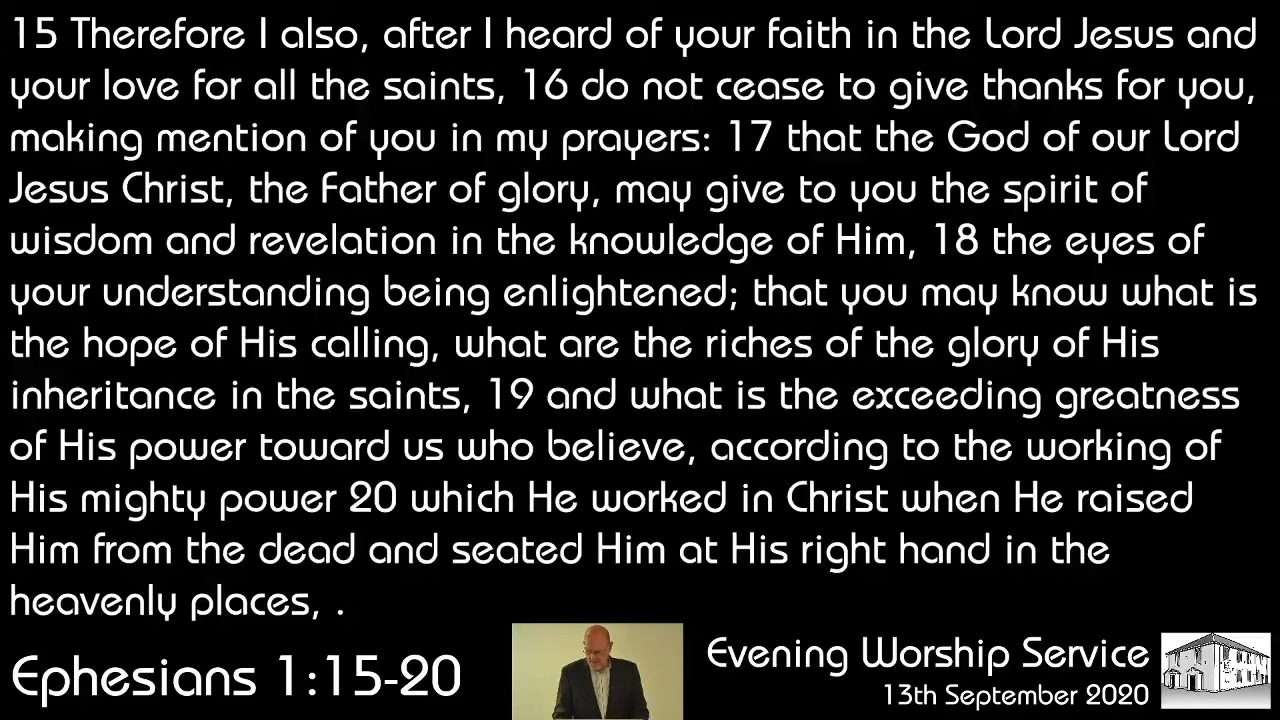 15 Therefore I also, after I heard of your faith in the Lord Jesus and
your love for all the saints, 16 do not cease to give thanks for you,
making mention of you in my prayers: 17 that the God of our Lord
Jesus Christ, the Father of glory, may give to you the spirit of
wisdom and revelation in the knowledge of Him, 18 the eyes of
your understanding being enlightened; that you may know what is
the hope of His calling, what are the riches of the glory of His
inheritance in the saints, 19 and what is the exceeding greatness
of His power toward us who believe, according to the working of
His mighty power 20 which He worked in Christ when He raised
Him from the dead and seated Him at His right hand in the
heavenly places, .
Ephesians 1:15-20
Evening Worship Service
13th September 2020